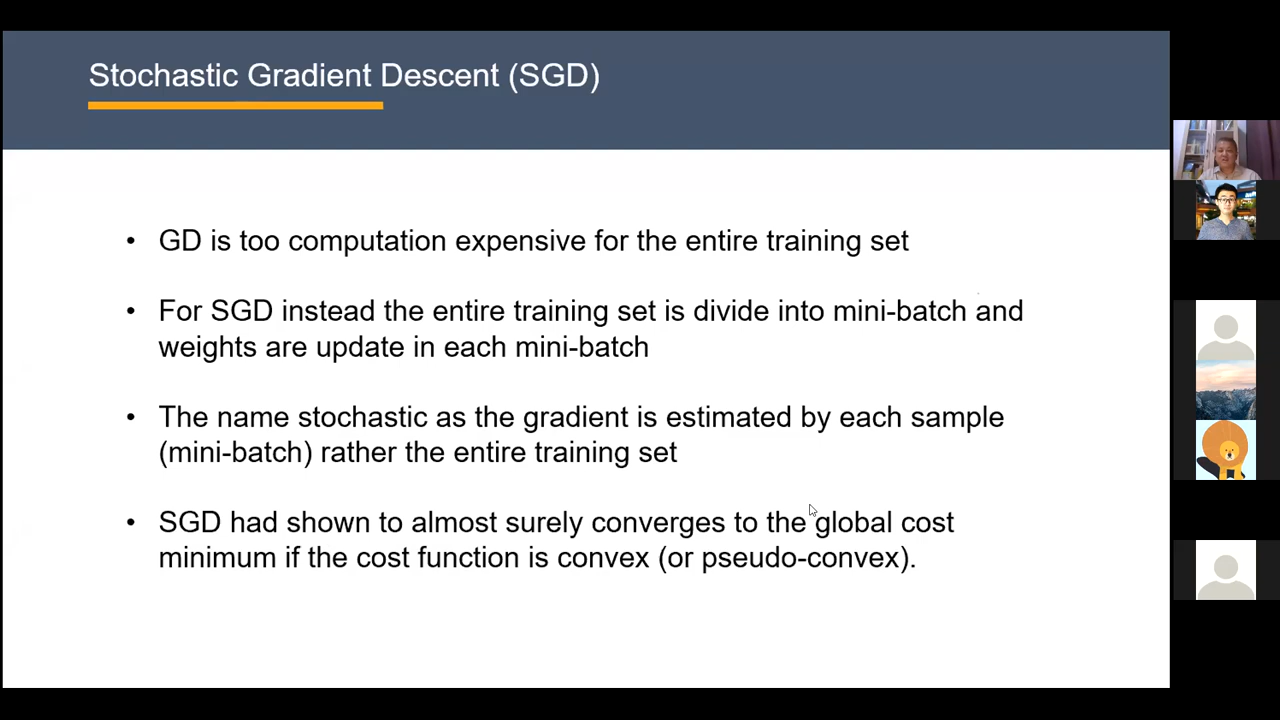 Stochastic Gradient Descent (SGD)
• GD is too computation expensive for the entire training set
• For SGD instead the entire training set is divide into mini-batch and
weights are update in each mini-batch
• The name stochastic as the gradient is estimated by each sample
(mini-batch) rather the entire training set
• SGD had shown to almost surely converges to the global cost
minimum if the cost function is convex (or pseudo-convex).